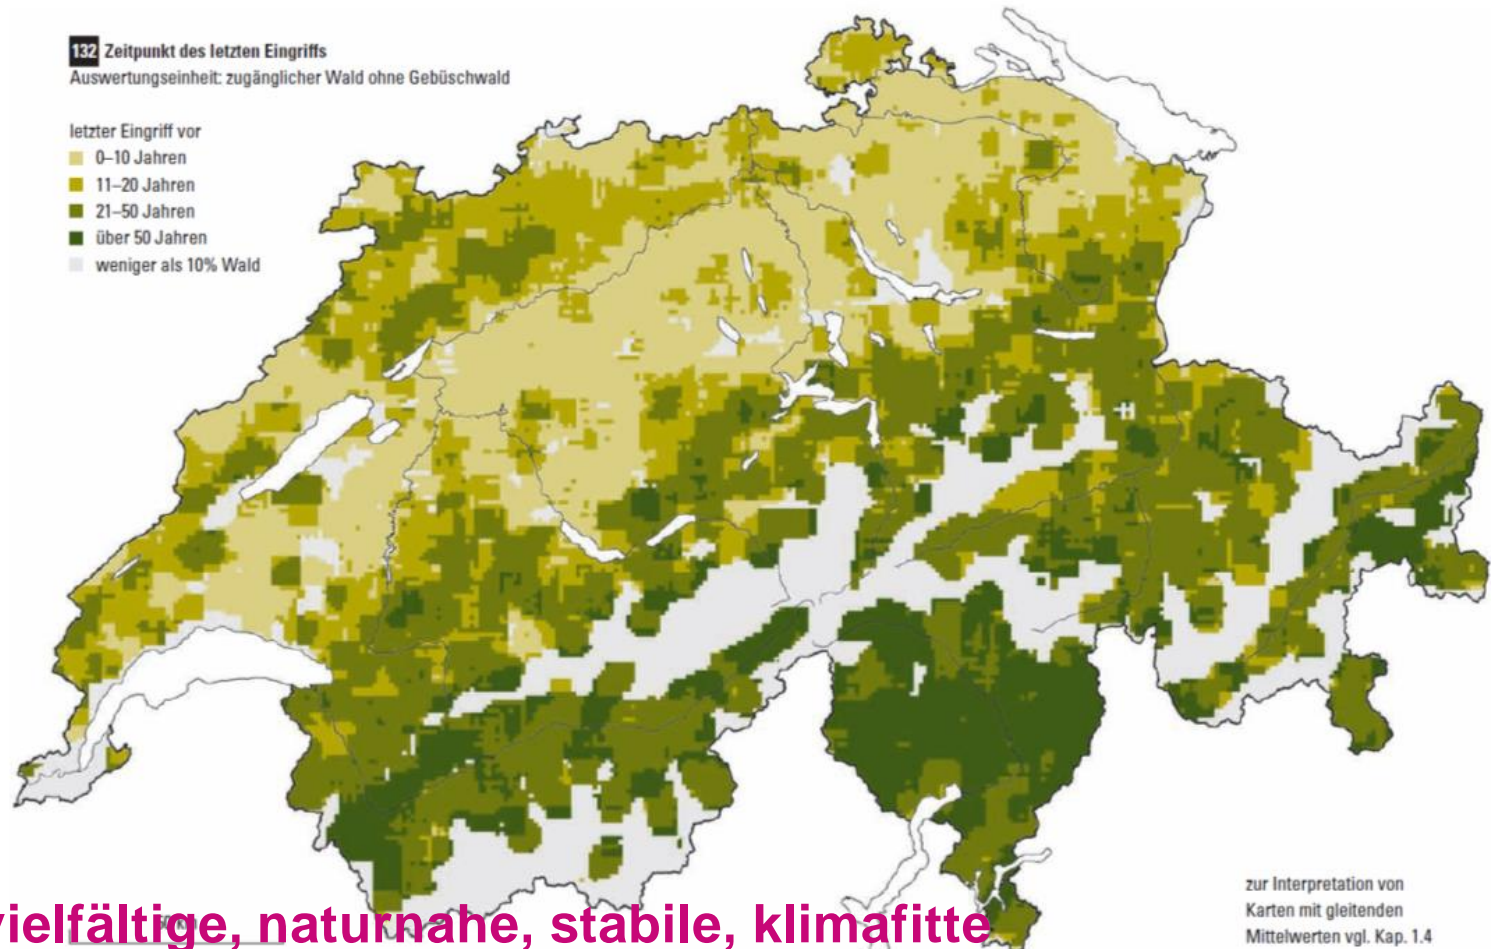 132 Zeitpunkt des letzten Eingriffs
Auswertungseinheit: zugänglicher Wald ohne Gebüschwald
letzter Eingriff vor
0–10 Jahren
11–20 Jahren
21–50 Jahren
über 50 Jahren
weniger als 10% Wald
zur Interpretation von
Karten mit gleitenden
Mittelwerten vgl. Kap. 1.4
vielfältige, naturnahe, stabile, klimafitte